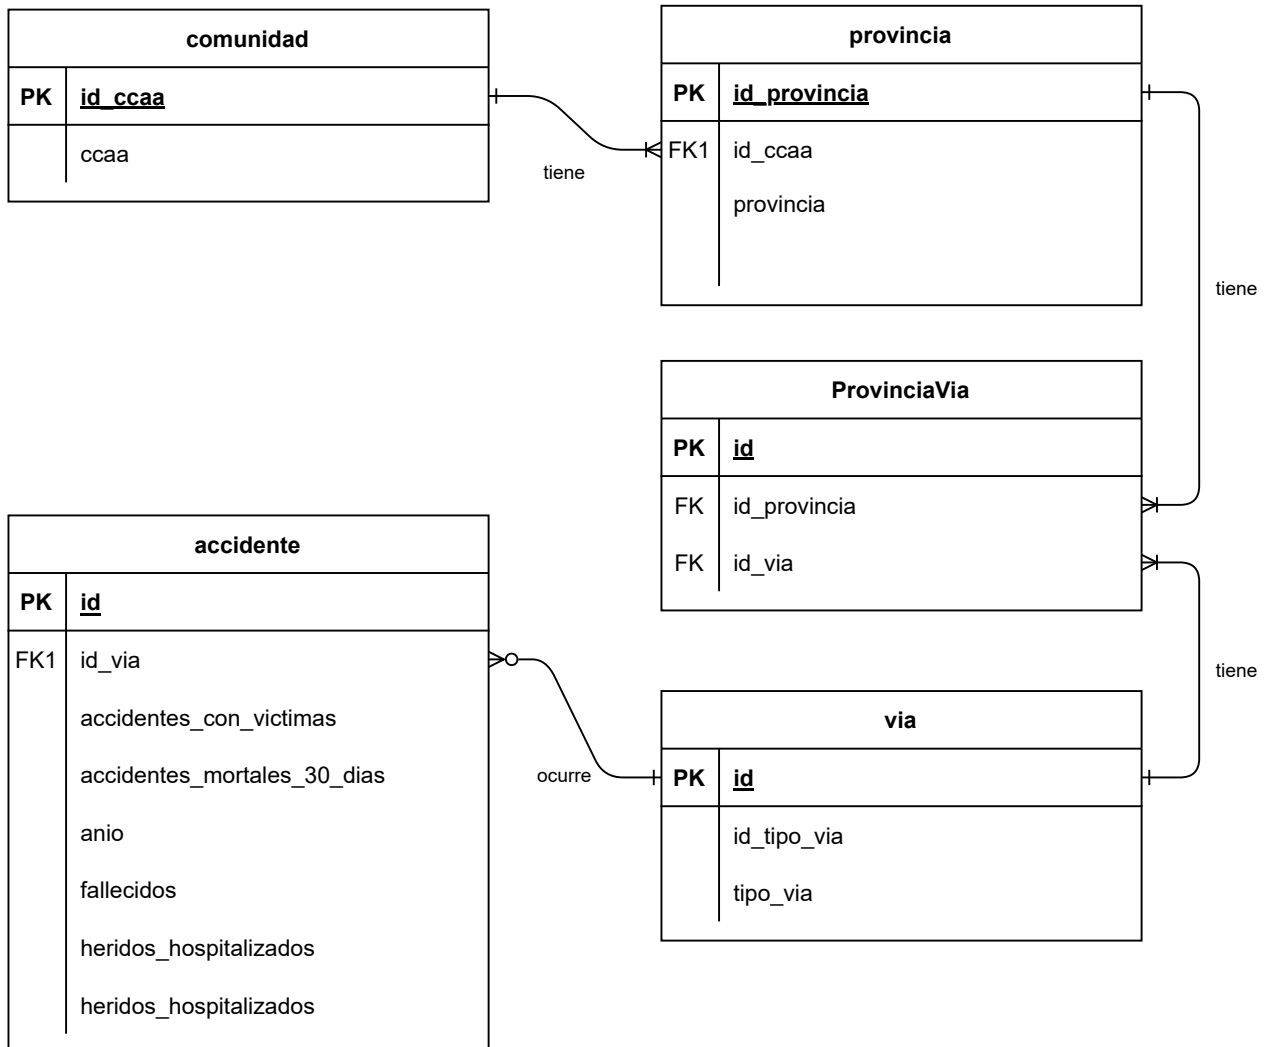 comunidad
PK id_ccaa
ccaa
tiene
provincia
PK id_provincia
FK1 id_ccaa
provincia
tiene
ProvinciaVia
PK id
FK id_provincia
FK id_via
tiene
accidente
PK id
FK1 id_via
accidentes_con_victimas
accidentes_mortales_30_dias
anio
fallecidos
heridos_hospitalizados
heridos_hospitalizados
ocurre
via
PK id
id_tipo_via
tipo_via